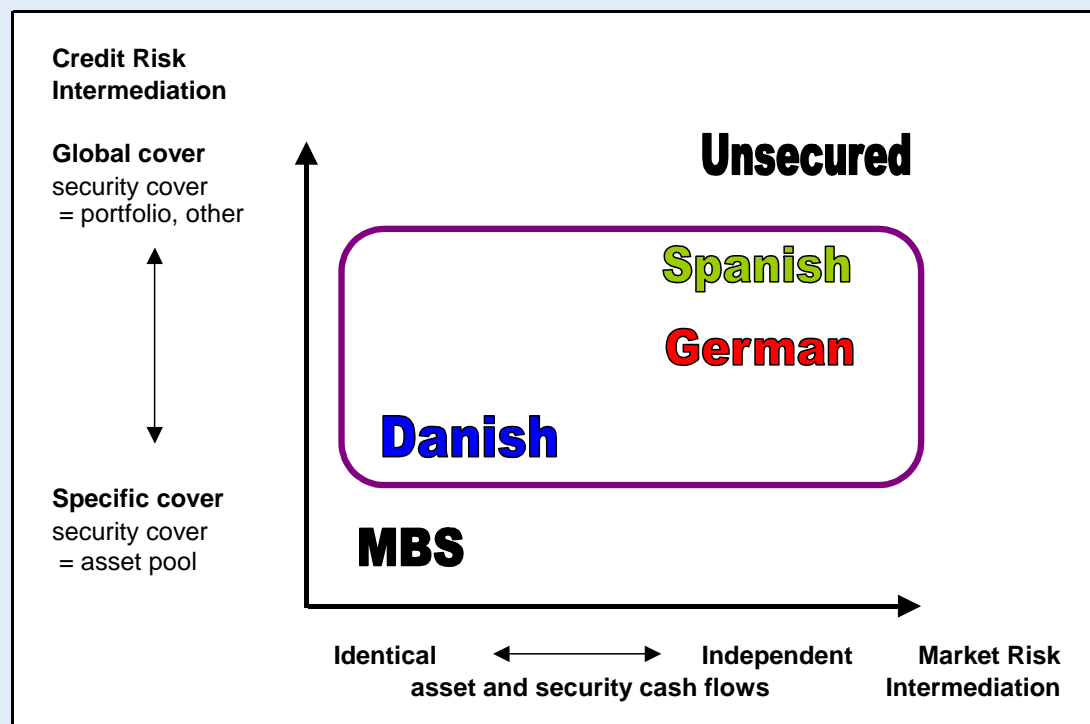 Credit Risk
Intermediation
Global cover
security cover
= portfolio, other
Unsecured
Spanish
German
Danish
Specific cover
security cover
= asset pool
MBS
Identical
Independent
Market Risk
asset and security cash flows
Intermediation